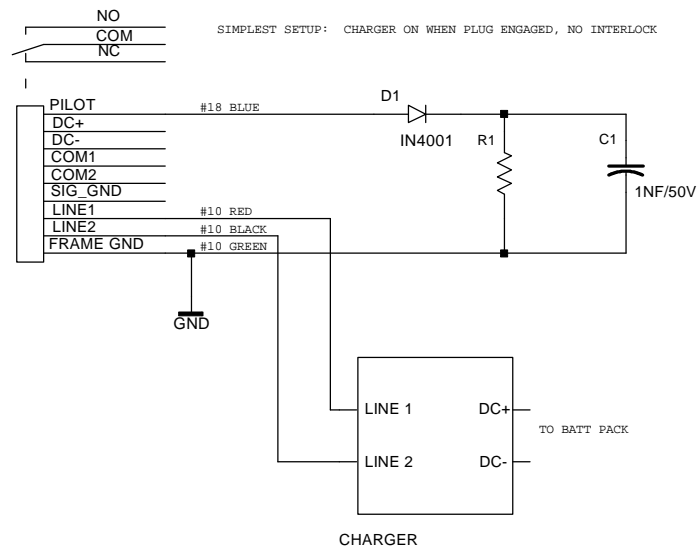 NO
COM
NC
SIMPLEST SETUP: CHARGER ON WHEN PLUG ENGAGED, NO INTERLOCK
PILOT
#18 BLUE
D1
IN4001
R1
C1
1NF/50V
DC+
DC-
COM1
COM2
SIG_GND
LINE1
#10 RED
LINE2
#10 BLACK
FRAME GND
#10 GREEN
GND
LINE 1
DC+
TO BATT PACK
LINE 2
DC-
CHARGER